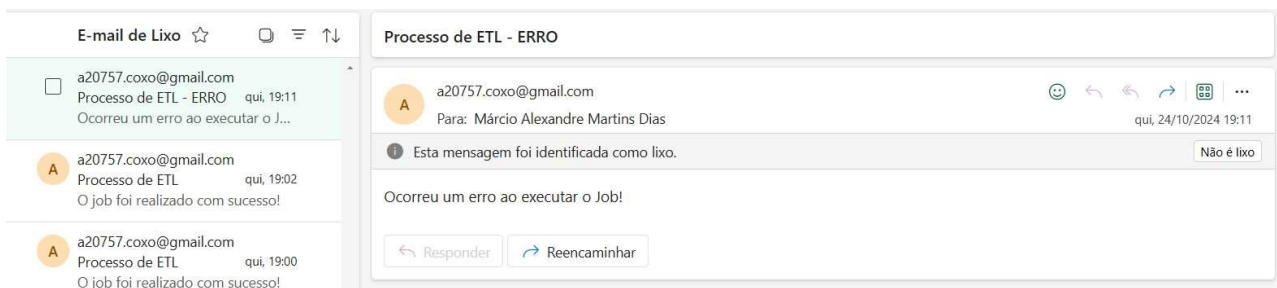 E-mail de Lixo
a20757.coxo@gmail.com
Processo de ETL - ERRO qui, 19:11
Ocorreu um erro ao executar o J...
A
a20757.coxo@gmail.com
Processo de ETL qui, 19:02
O job foi realizado com sucesso!
A
a20757.coxo@gmail.com
Processo de ETL qui, 19:00
O job foi realizado com sucesso!
Processo de ETL - ERRO
A
a20757.coxo@gmail.com
Para: Márcio Alexandre Martins Dias
qui, 24/10/2024 19:11
Esta mensagem foi identificada como lixo. Não é lixo
Ocorreu um erro ao executar o Job!
Responder Reencaminhar